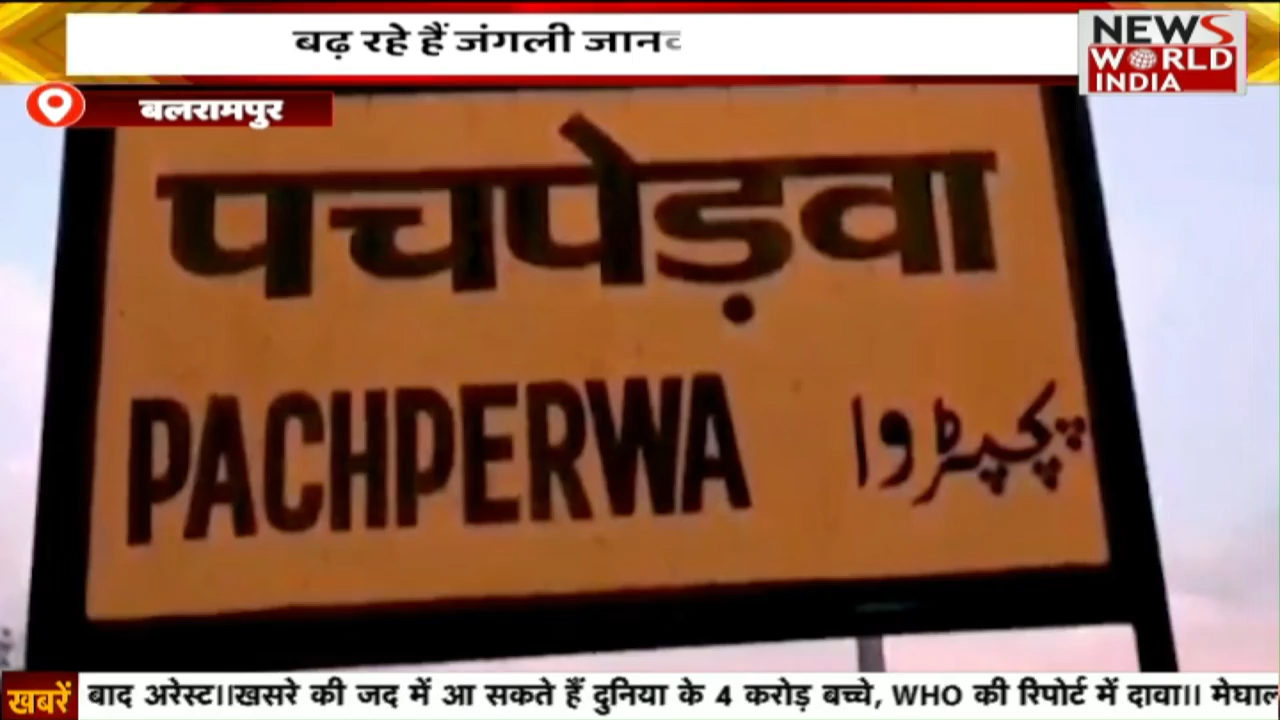 बढ़ रहे हैं जंगली
NEWS
WORLD
INDIA
बलरामपुर
पचपेड़वा
PACHPERWA پچپیڑوا
खबरें बाद अरेस्ट।।खसरे की जद में आ सकते हैं दुनिया के 4 करोड़ बच्चे, WHO की रिपोर्ट में दावा।।